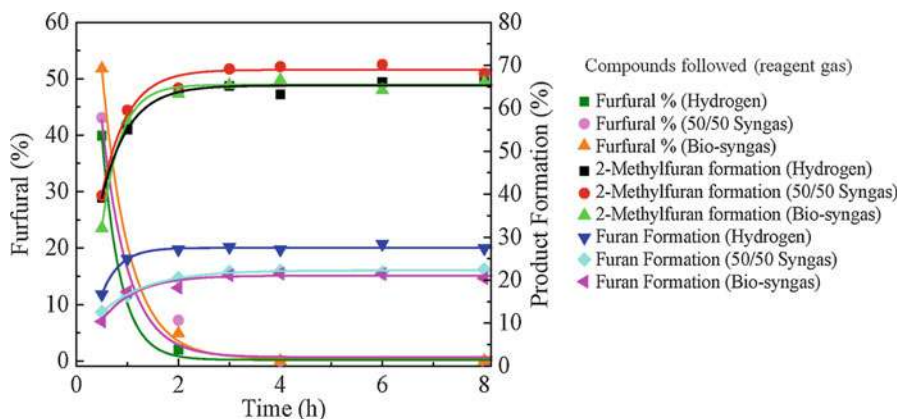 60
50
40
30
20
10
0
Furfural (%)
80
70
60
50
40
30
20
10
0
Product Formation (%)
0
2
4
6
8
Time (h)
Compounds followed (reagent gas)
Furfural % (Hydrogen)
Furfural % (50/50 Syngas)
Furfural % (Bio-syngas)
2-Methylfuran formation (Hydrogen)
2-Methylfuran formation (50/50 Syngas)
2-Methylfuran formation (Bio-syngas)
Furan Formation (Hydrogen)
Furan Formation (50/50 Syngas)
Furan Formation (Bio-syngas)